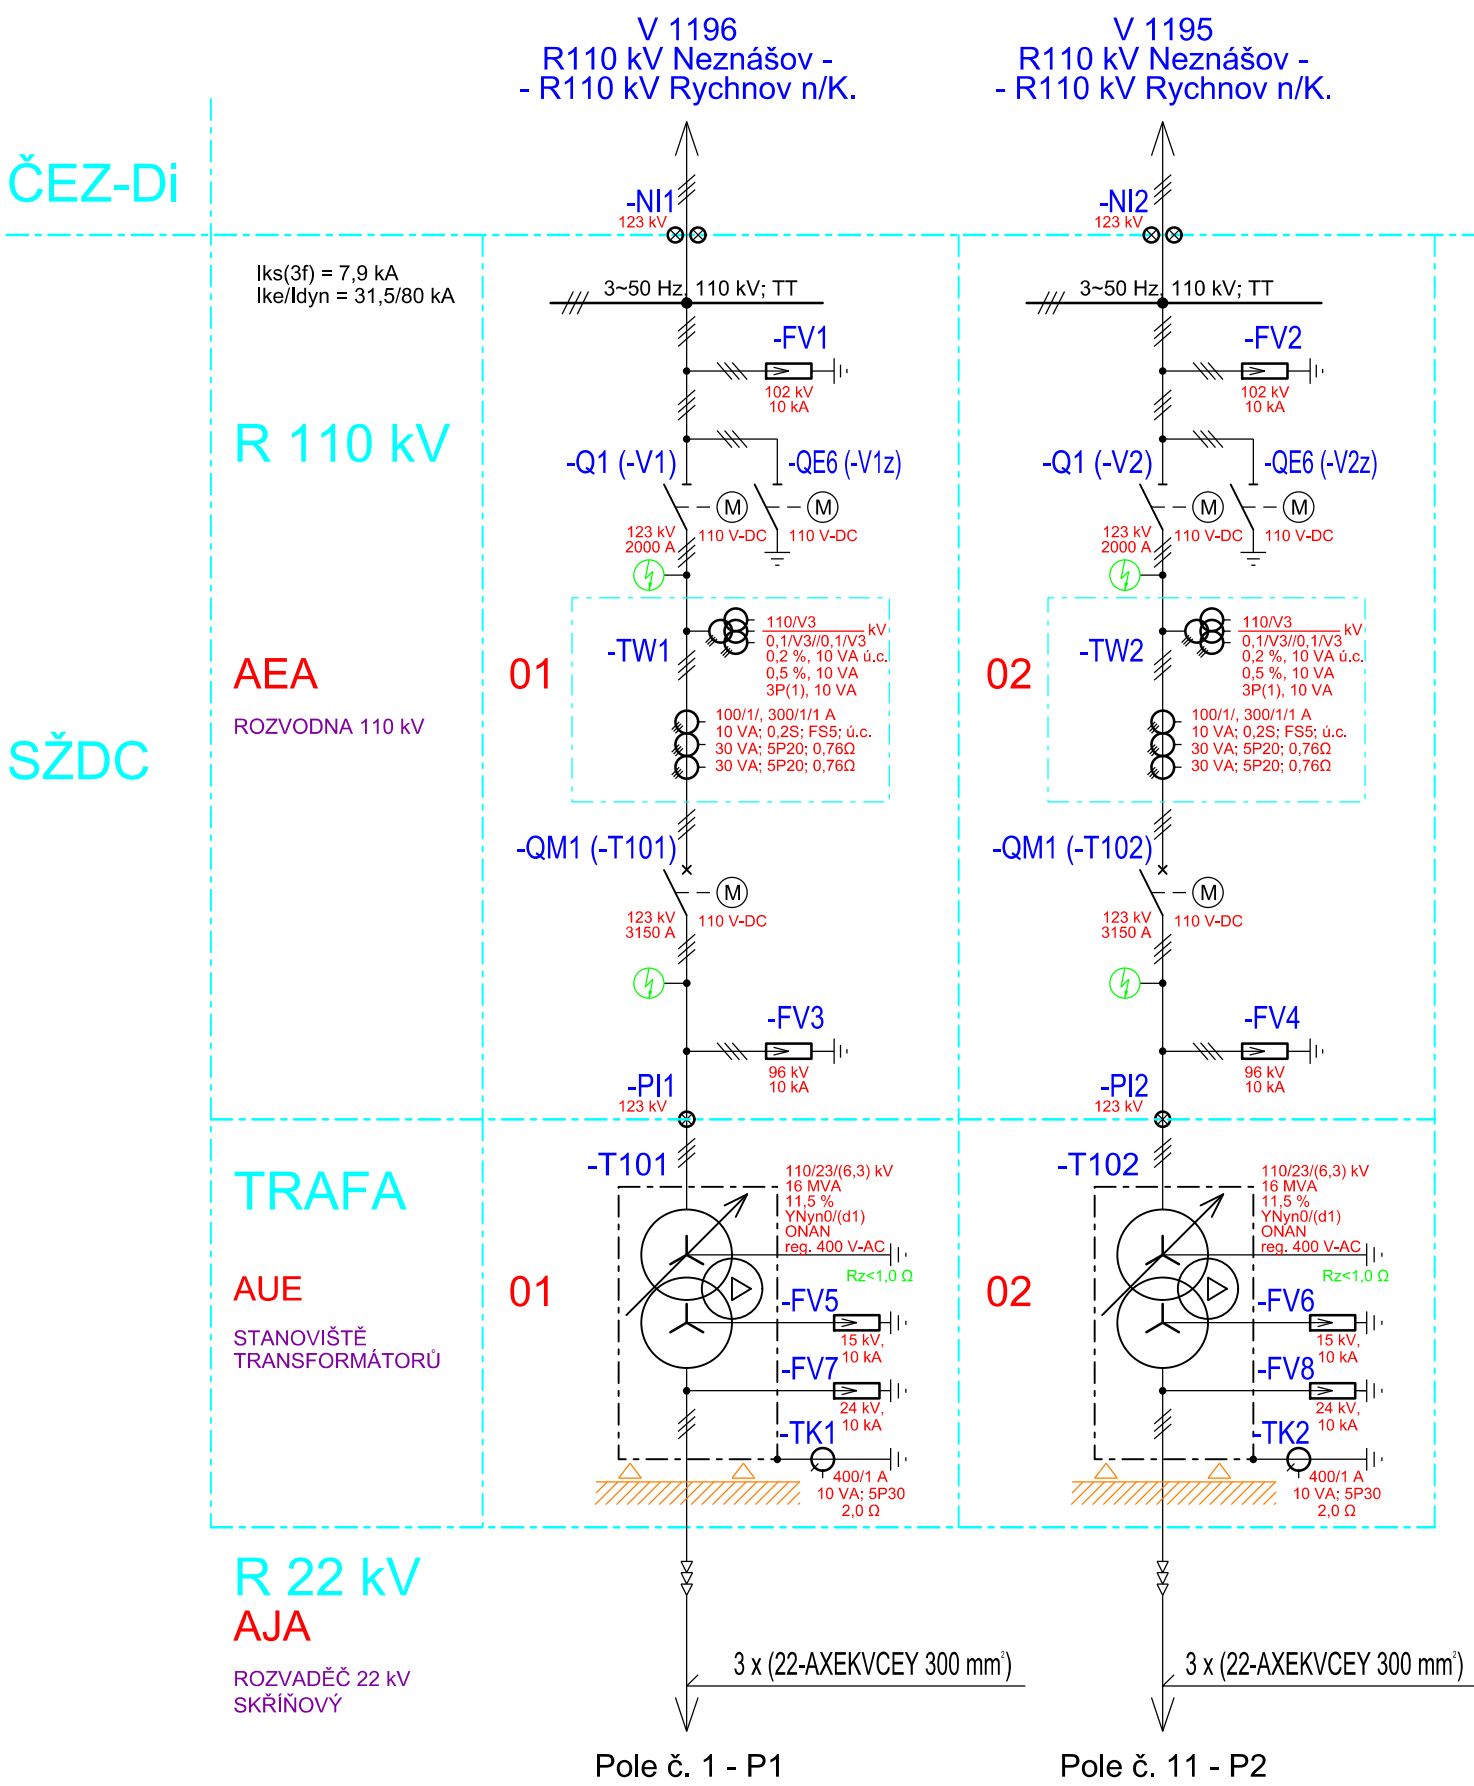 V 1196
R110 kV Neznášov -
- R110 kV Rychnov n/K.
V 1195
R110 kV Neznášov -
- R110 kV Rychnov n/K.
ČEZ-Di
-NI1
123 kV
-NI2
123 kV
Iks(3f) = 7,9 kA
Ike/Idyn = 31,5/80 kA
3~50 Hz, 110 kV; TT
3~50 Hz, 110 kV; TT
-FV1
102 kV
10 kA
-FV2
102 kV
10 kA
R 110 kV
-Q1 (-V1)
-QE6 (-V1z)
M
M
123 kV
2000 A
110 V-DC
110 V-DC
-Q1 (-V2)
-QE6 (-V2z)
M
M
123 kV
2000 A
110 V-DC
110 V-DC
AEA
ROZVODNA 110 kV
SŽDC
01
-TW1
110/V3
kV
0,1/V3//0,1/V3
0,2 %, 10 VA ú.c.
0,5 %, 10 VA
3P(1), 10 VA
100/1/, 300/1/1 A
10 VA; 0,2S; FS5; ú.c.
30 VA; 5P20; 0,76Ω
30 VA; 5P20; 0,76Ω
02
-TW2
110/V3
kV
0,1/V3//0,1/V3
0,2 %, 10 VA ú.c.
0,5 %, 10 VA
3P(1), 10 VA
100/1/, 300/1/1 A
10 VA; 0,2S; FS5; ú.c.
30 VA; 5P20; 0,76Ω
30 VA; 5P20; 0,76Ω
-QM1 (-T101)
M
123 kV
3150 A
110 V-DC
-QM1 (-T102)
M
123 kV
3150 A
110 V-DC
-FV3
96 kV
10 kA
-FV4
96 kV
10 kA
-PI1
123 kV
-PI2
123 kV
TRAFA
AUE
STANOVIŠTĚ
TRANSFORMÁTORŮ
01
-T101
110/23/(6,3) kV
16 MVA
11,5 %
YNyn0/(d1)
ONAN
reg. 400 V-AC
Rz<1,0 Ω
-FV5
15 kV,
10 kA
-FV7
24 kV,
10 kA
-TK1
400/1 A
10 VA; 5P30
2,0 Ω
02
-T102
110/23/(6,3) kV
16 MVA
11,5 %
YNyn0/(d1)
ONAN
reg. 400 V-AC
Rz<1,0 Ω
-FV6
15 kV,
10 kA
-FV8
24 kV,
10 kA
-TK2
400/1 A
10 VA; 5P30
2,0 Ω
R 22 kV
AJA
ROZVADĚČ 22 kV
SKŘÍŇOVÝ
3 x (22-AXEKVCEY 300 mm²)
3 x (22-AXEKVCEY 300 mm²)
Pole č. 1 - P1
Pole č. 11 - P2